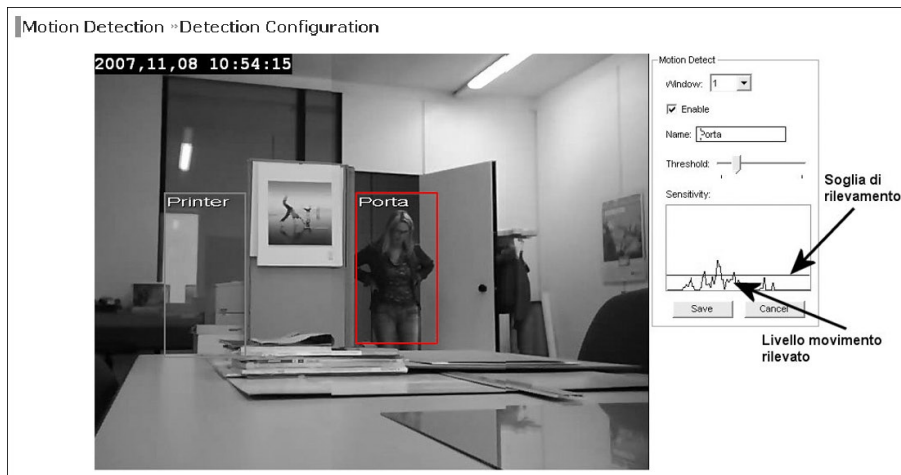 Motion Detection »Detection Configuration
2007,11,08 10:54:15
Printer
Porta
Motion Detect
Window: 1
Enable
Name: Porta
Threshold:
Sensitivity:
Save Cancel
Soglia di
rilevamento
Livello movimento
rilevato